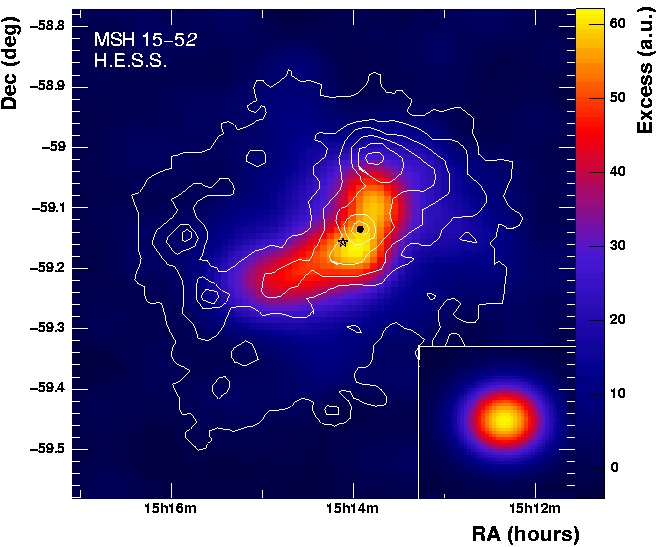 MSH 15−52
H.E.S.S.
Dec (deg)
−58.8
−58.9
−59
−59.1
−59.2
−59.3
−59.4
−59.5
15h16m
15h14m
15h12m
RA (hours)
Excess (a.u.)
60
50
40
30
20
10
0